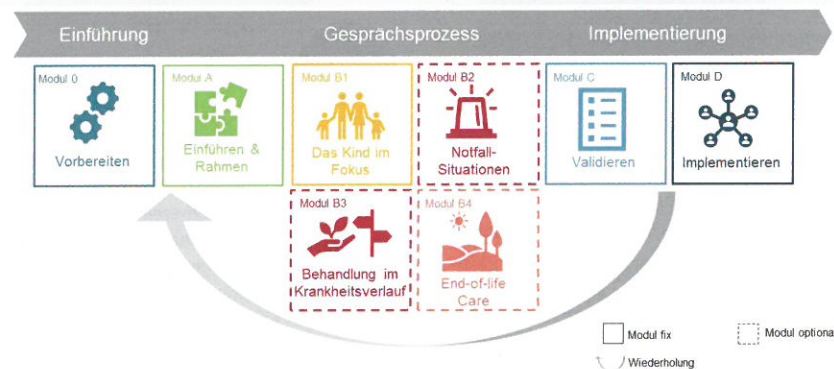 Einführung
Gesprächsprozess
Implementierung
Modul 0
Vorbereiten
Modul A
Einführen &
Rahmen
Modul B1
Das Kind im
Fokus
Modul B2
Notfall-
Situationen
Modul C
Validieren
Modul D
Implementieren
Modul B3
Behandlung im
Krankheitsverlauf
Modul B4
End-of-life
Care
Modul fix
Modul optiona
Wiederholung